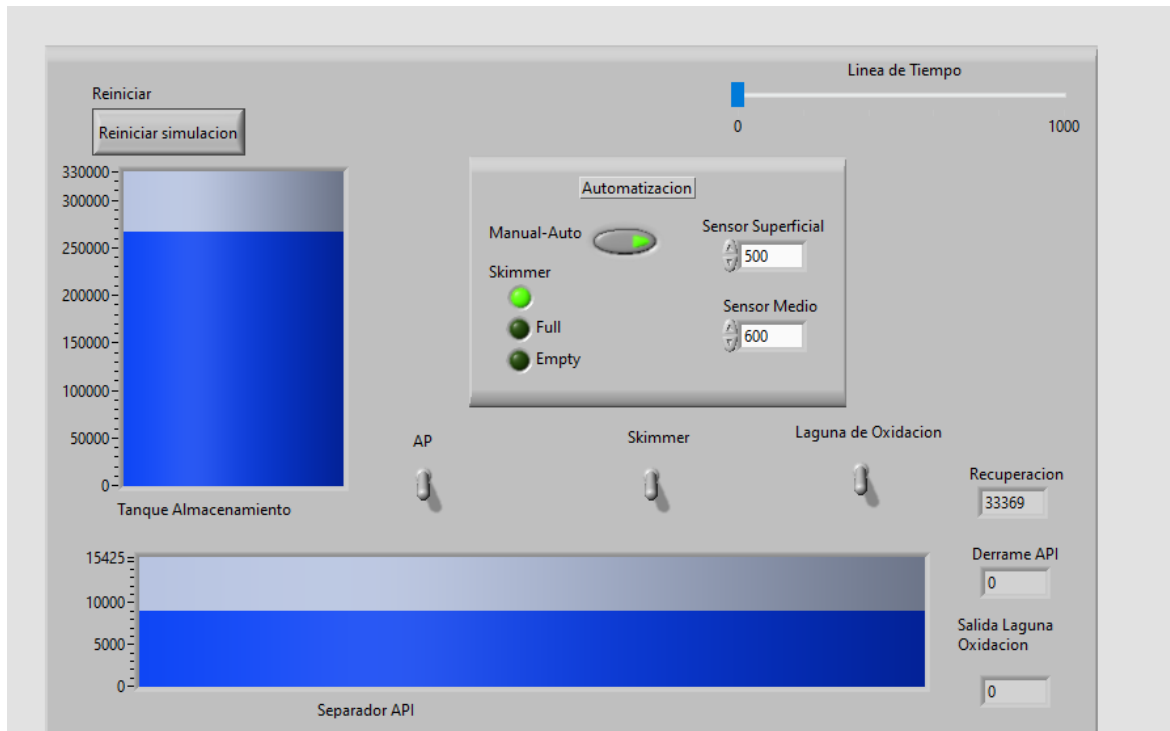 Linea de Tiempo
0
1000
Reiniciar
Reiniciar simulacion
330000
300000
250000
200000
150000
100000
50000
0
Tanque Almacenamiento
Automatizacion
Manual-Auto
Skimmer
Full
Empty
Sensor Superficial
500
Sensor Medio
600
AP
Skimmer
Laguna de Oxidacion
Recuperacion
33369
Derrame API
0
Salida Laguna
Oxidacion
0
15425
10000
5000
0
Separador API